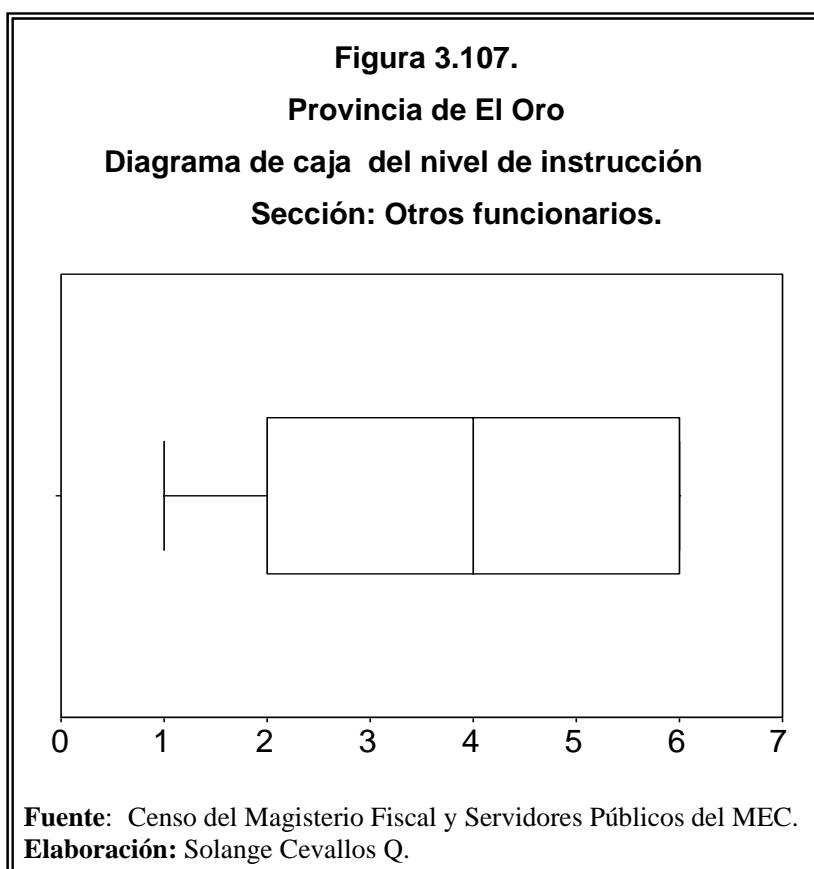 Figura 3.107.
Provincia de El Oro
Diagrama de caja del nivel de instrucción
Sección: Otros funcionarios.
0 1 2 3 4 5 6 7
Fuente: Censo del Magisterio Fiscal y Servidores Públicos del MEC.
Elaboración: Solange Cevallos Q.